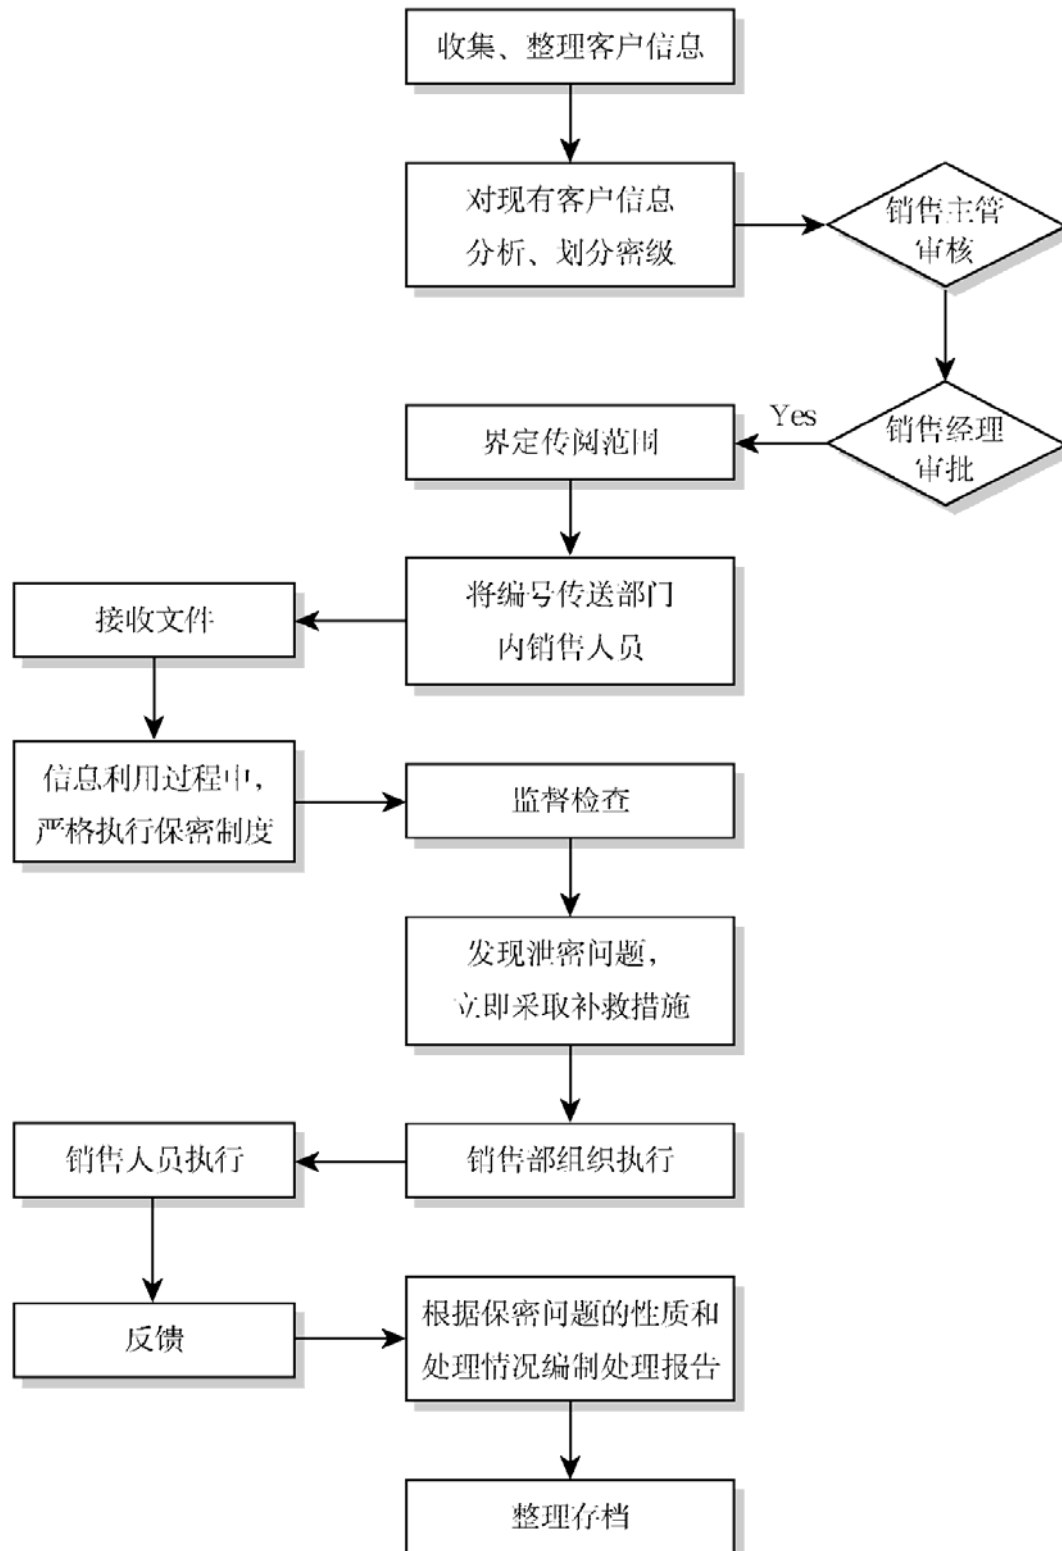 收集、整理客户信息
对现有客户信息
分析、划分密级
销售主管
审核
销售经理
审批
Yes
界定传阅范围
将编号传送部门
内销售人员
接收文件
信息利用过程中，
严格执行保密制度
监督检查
发现泄密问题，
立即采取补救措施
销售部组织执行
销售人员执行
反馈
根据保密问题的性质和
处理情况编制处理报告
整理存档